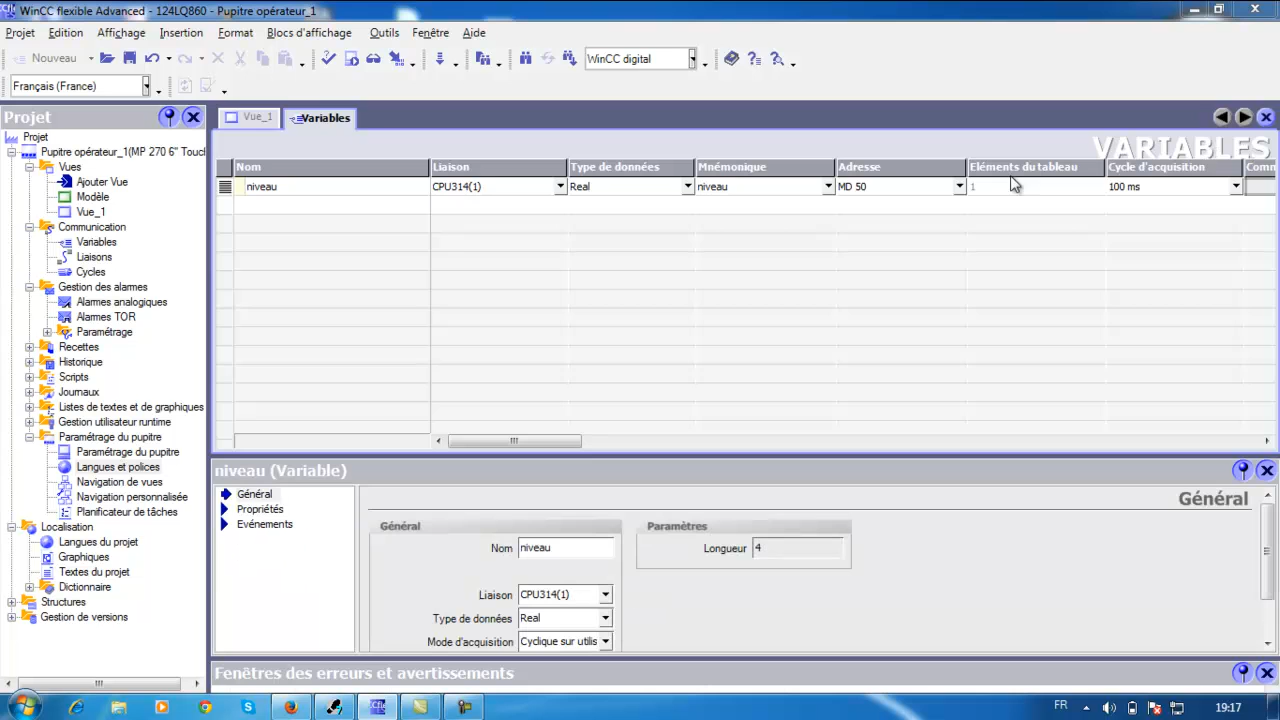 WinCC flexible Advanced - 124LQ860 - Pupitre opérateur_1
Projet Edition Affichage Insertion Format Blocs d'affichage Outils Fenêtre Aide
Nouveau WinCC digital
Français (France)
Projet
Projet
Pupitre opérateur_1(MP 270 6" Touch
Vues
Ajouter Vue
Modèle
Vue_1
Communication
Variables
Liaisons
Cycles
Gestion des alarmes
Alarmes analogiques
Alarmes TOR
Paramétrage
Recettes
Historique
Scripts
Journaux
Listes de textes et de graphiques
Gestion utilisateur runtime
Paramétrage du pupitre
Paramétrage du pupitre
Langues et polices
Navigation de vues
Navigation personnalisée
Planificateur de tâches
Localisation
Langues du projet
Graphiques
Textes du projet
Dictionnaire
Structures
Gestion de versions
Vue_1 Variables
VARIABLES
Nom Liaison Type de données Mnémonique Adresse Eléments du tableau Cycle d'acquisition Comm
niveau CPU314(1) Real niveau MD 50 1 100 ms
niveau (Variable)
Général
Propriétés
Evénements
Général
Général
Nom niveau
Liaison CPU314(1)
Type de données Real
Mode d'acquisition Cyclique sur utilis
Paramètres
Longueur 4
Fenêtres des erreurs et avertissements
FR 19:17